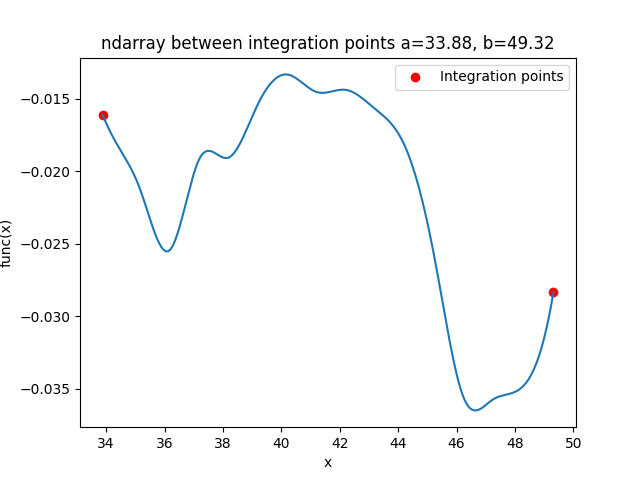 ndarray between integration points a=33.88, b=49.32
Integration points
func(x)
−0.015
−0.020
−0.025
−0.030
−0.035
34 36 38 40 42 44 46 48 50
x